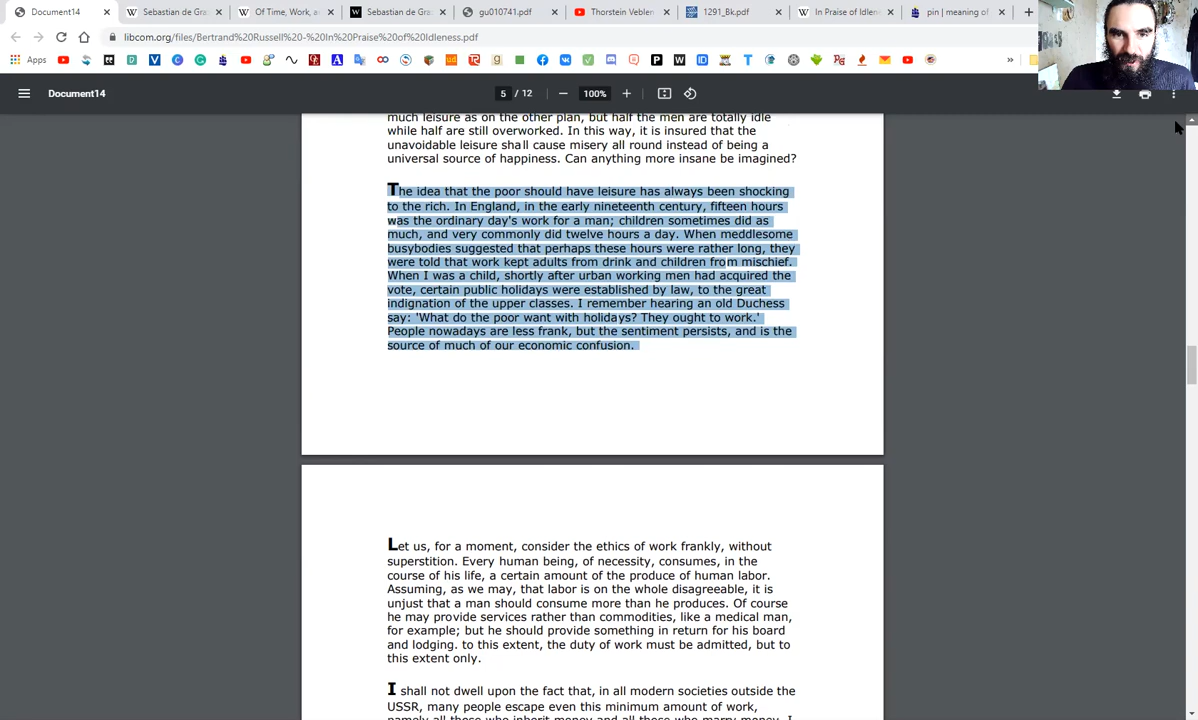 Document14
Sebastian de Gra
Of Time, Work, a
Sebastian de Gra
gu010741.pdf
Thorstein Veblen
1291_Bk.pdf
In Praise of Idlene
pin | meaning of
libcom.org/files/Bertrand%20Russell%20-%20In%20Praise%20of%20Idleness.pdf
Apps
Document14
5 / 12
100%
much leisure as on the other plan, but half the men are totally idle
while half are still overworked. In this way, it is insured that the
unavoidable leisure shall cause misery all round instead of being a
universal source of happiness. Can anything more insane be imagined?
The idea that the poor should have leisure has always been shocking
to the rich. In England, in the early nineteenth century, fifteen hours
was the ordinary day's work for a man; children sometimes did as
much, and very commonly did twelve hours a day. When meddlesome
busybodies suggested that perhaps these hours were rather long, they
were told that work kept adults from drink and children from mischief.
When I was a child, shortly after urban working men had acquired the
vote, certain public holidays were established by law, to the great
indignation of the upper classes. I remember hearing an old Duchess
say: 'What do the poor want with holidays? They ought to work.'
People nowadays are less frank, but the sentiment persists, and is the
source of much of our economic confusion.
Let us, for a moment, consider the ethics of work frankly, without
superstition. Every human being, of necessity, consumes, in the
course of his life, a certain amount of the produce of human labor.
Assuming, as we may, that labor is on the whole disagreeable, it is
unjust that a man should consume more than he produces. Of course
he may provide services rather than commodities, like a medical man,
for example; but he should provide something in return for his board
and lodging. to this extent, the duty of work must be admitted, but to
this extent only.
I shall not dwell upon the fact that, in all modern societies outside the
USSR, many people escape even this minimum amount of work,
namely all those who inherit money and all those who marry money. I